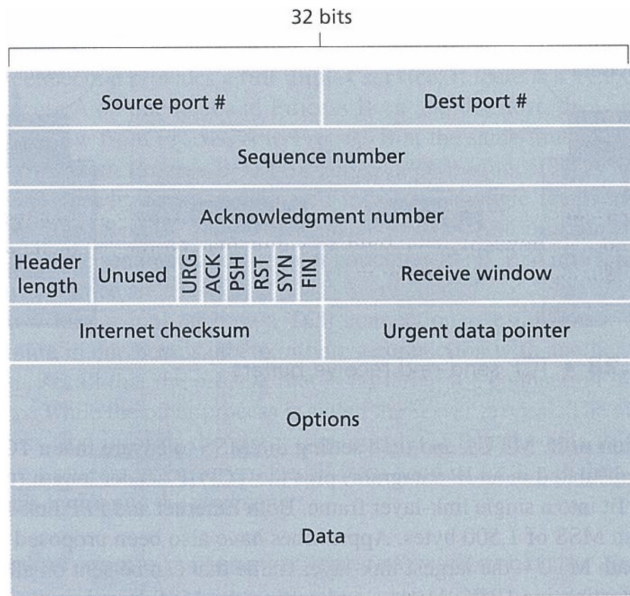 32 bits
Source port #
Dest port #
Sequence number
Acknowledgment number
Header
length
Unused
URG
ACK
PSH
RST
SYN
FIN
Receive window
Internet checksum
Urgent data pointer
Options
Data